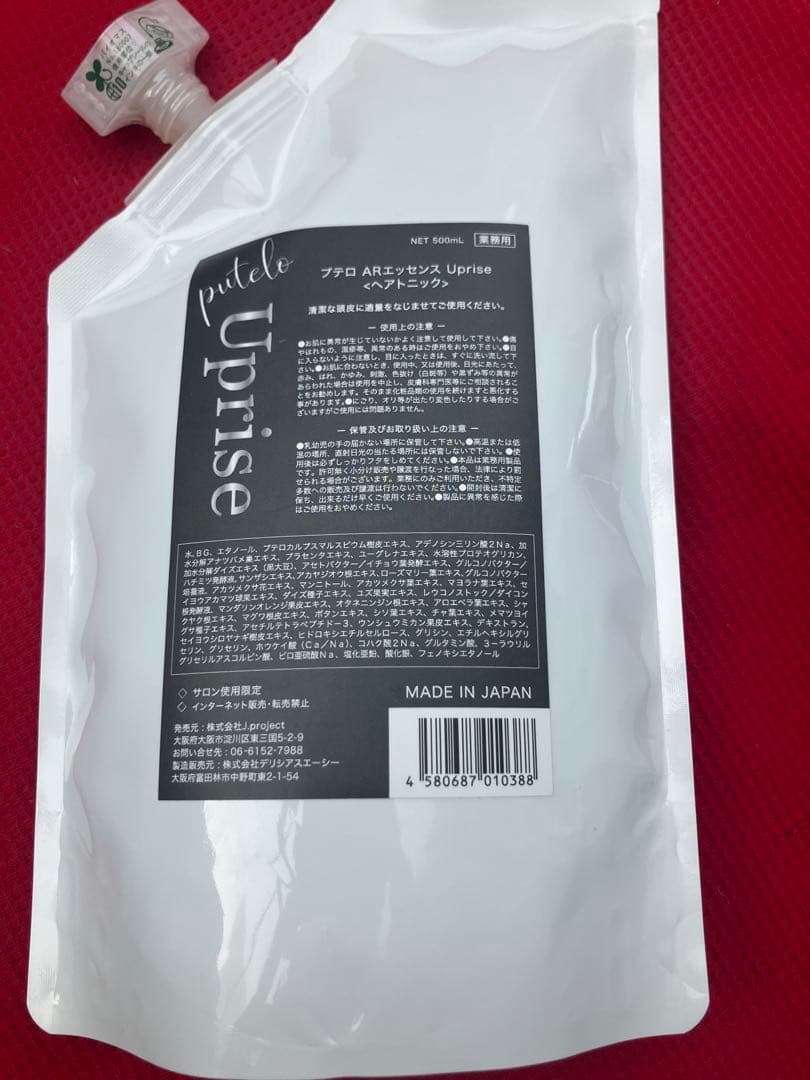 バイオマス
putelo
Uprise
NET 500mL 業務用
プテロ ARエッセンス Uprise
<ヘアトニック>
清潔な頭皮に適量をなじませてご使用ください。
ー 使用上の注意 ー
●お肌に異常が生じていないかよく注意して使用して下さい。●傷
やはれもの、湿疹等、異常のある時はご使用をおやめ下さい。●目
に入らないように注意し、目に入ったときは、すぐに洗い流して下
さい。●お肌に合わないとき、使用中、又は使用後、日光にあたって、
赤み、はれ、かゆみ、刺激、色抜け（白斑等）や黒ずみ等の異常が
あらわれた場合は使用を中止し、皮膚科専門医等にご相談されるこ
とをお勧めします。そのまま化粧品類の使用を続けますと悪化する
事があります。●にごり、オリ等が出たり変色したりする場合がご
ざいますがご使用には問題ありません。
ー 保管及びお取り扱い上の注意 ー
●乳幼児の手の届かない場所に保管して下さい。●高温または低
温の場所、直射日光の当たる場所には保管しないで下さい。●使
用後は必ずしっかりフタをしめてください。●本品は業務用製品
です。許可無く小分け販売や譲渡を行なった場合、法律により罰
せられる場合がございます。業務にのみご利用いただき、不特定
多数への販売及び譲渡は行わないでください。●開封後は清潔に
保ち、出来るだけ早くご使用ください。●製品に異常を感じた際
はご使用をおやめください。
水、BG、エタノール、プテロカルプスマルスピウム樹皮エキス、アデノシン三リン酸2Na、加
水分解アナツバメ巣エキス、プラセンタエキス、ユーグレナエキス、水溶性プロテオグリカン、
加水分解ダイズエキス（黒大豆）、アセトバクター／イチョウ葉発酵エキス、グルコノバクター／
ハチミツ発酵液、サンザシエキス、アカヤジオウ根エキス、ローズマリー葉エキス、グルコノバクター
培養液、アカツメクサ花エキス、マンニトール、アカツメクサ葉エキス、マヨラナ葉エキス、セ
イヨウアカマツ球果エキス、ダイズ種子エキス、ユズ果実エキス、レウコノストック／ダイコン
根発酵液、マンダリンオレンジ果皮エキス、オタネニンジン根エキス、アロエベラ葉エキス、シャ
クヤク根エキス、マグワ根皮エキス、ボタンエキス、シソ葉エキス、チャ葉エキス、メマツヨイ
グサ種子エキス、アセチルテトラペプチド－3、ウンシュウミカン果皮エキス、デキストラン、
セイヨウシロヤナギ樹皮エキス、ヒドロキシエチルセルロース、グリシン、エチルヘキシルグリ
セリン、グリセリン、ホウケイ酸（Ca／Na）、コハク酸2Na、グルタミン酸、3－ラウリル
グリセリルアスコルビン酸、ピロ亜硫酸Na、塩化亜鉛、酸化銀、フェノキシエタノール
◇ サロン使用限定
◇ インターネット販売・転売禁止
MADE IN JAPAN
発売元：株式会社J.project
大阪府大阪市淀川区東三国5-2-9
お問い合せ先：06-6152-7988
製造販売元：株式会社デリシアスエーシー
大阪府富田林市中野町東2-1-54
4 580687 010388